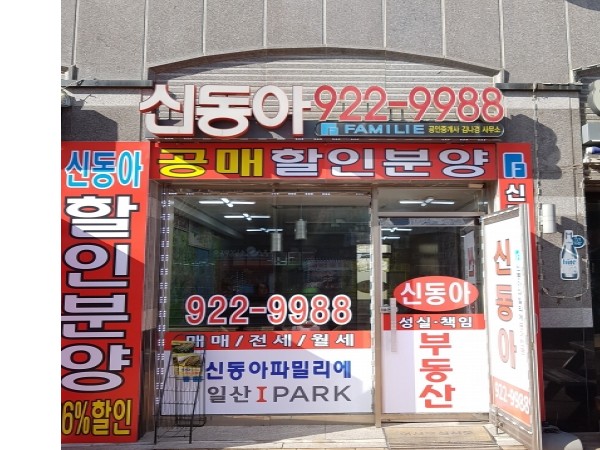 신동아 922-9988
FAMILIE 공인중개사 김나경 사무소
공매 할인분양
신동아
할인분양
6%할인
922-9988
매매/전세/월세
신동아파밀리에
일산 I PARK
신동아
성실·책임
부동산
신
신동아
922-9988